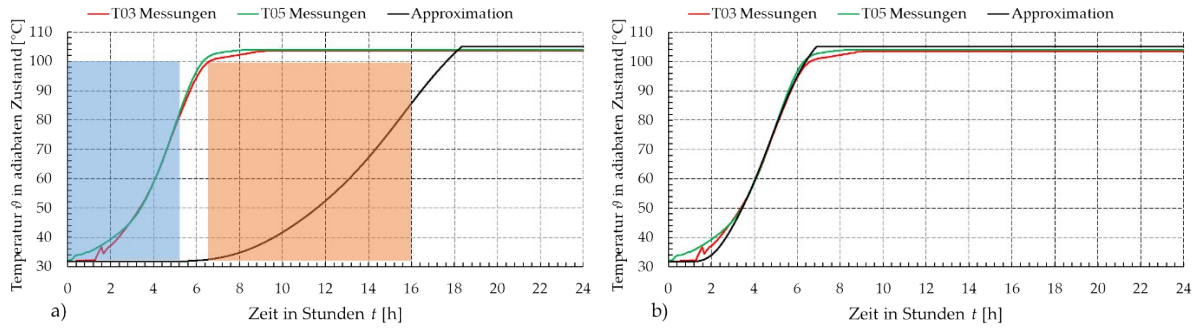 T03 Messungen T05 Messungen Approximation
Temperatur ϑ in adiabaten Zustantd [°C]
110
100
90
80
70
60
50
40
30
0 2 4 6 8 10 12 14 16 18 20 22 24
a) Zeit in Stunden t [h]
T03 Messungen T05 Messungen Approximation
Temperatur ϑ in adiabaten Zustantd [°C]
110
100
90
80
70
60
50
40
30
0 2 4 6 8 10 12 14 16 18 20 22 24
b) Zeit in Stunden t [h]